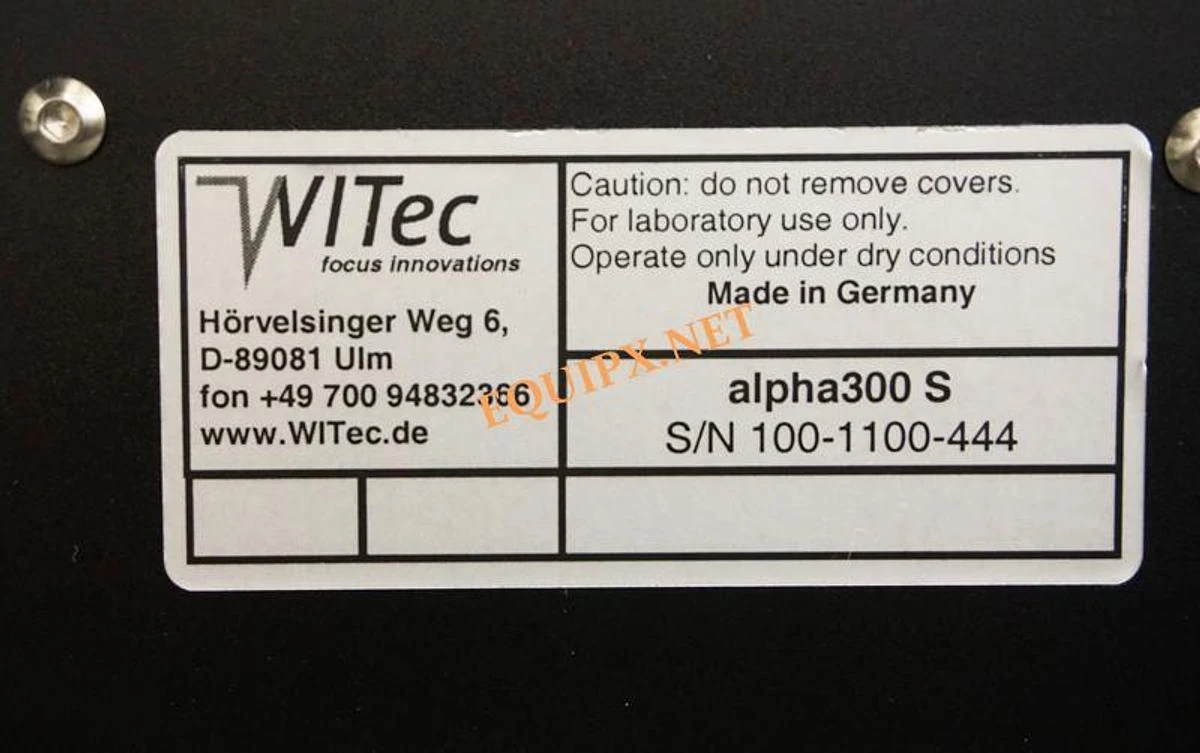 WITec
focus innovations
Hörvelsinger Weg 6,
D-89081 Ulm
fon +49 700 94832366
www.WITec.de
Caution: do not remove covers.
For laboratory use only.
Operate only under dry conditions
Made in Germany
alpha300 S
S/N 100-1100-444
EQUIPX.NET